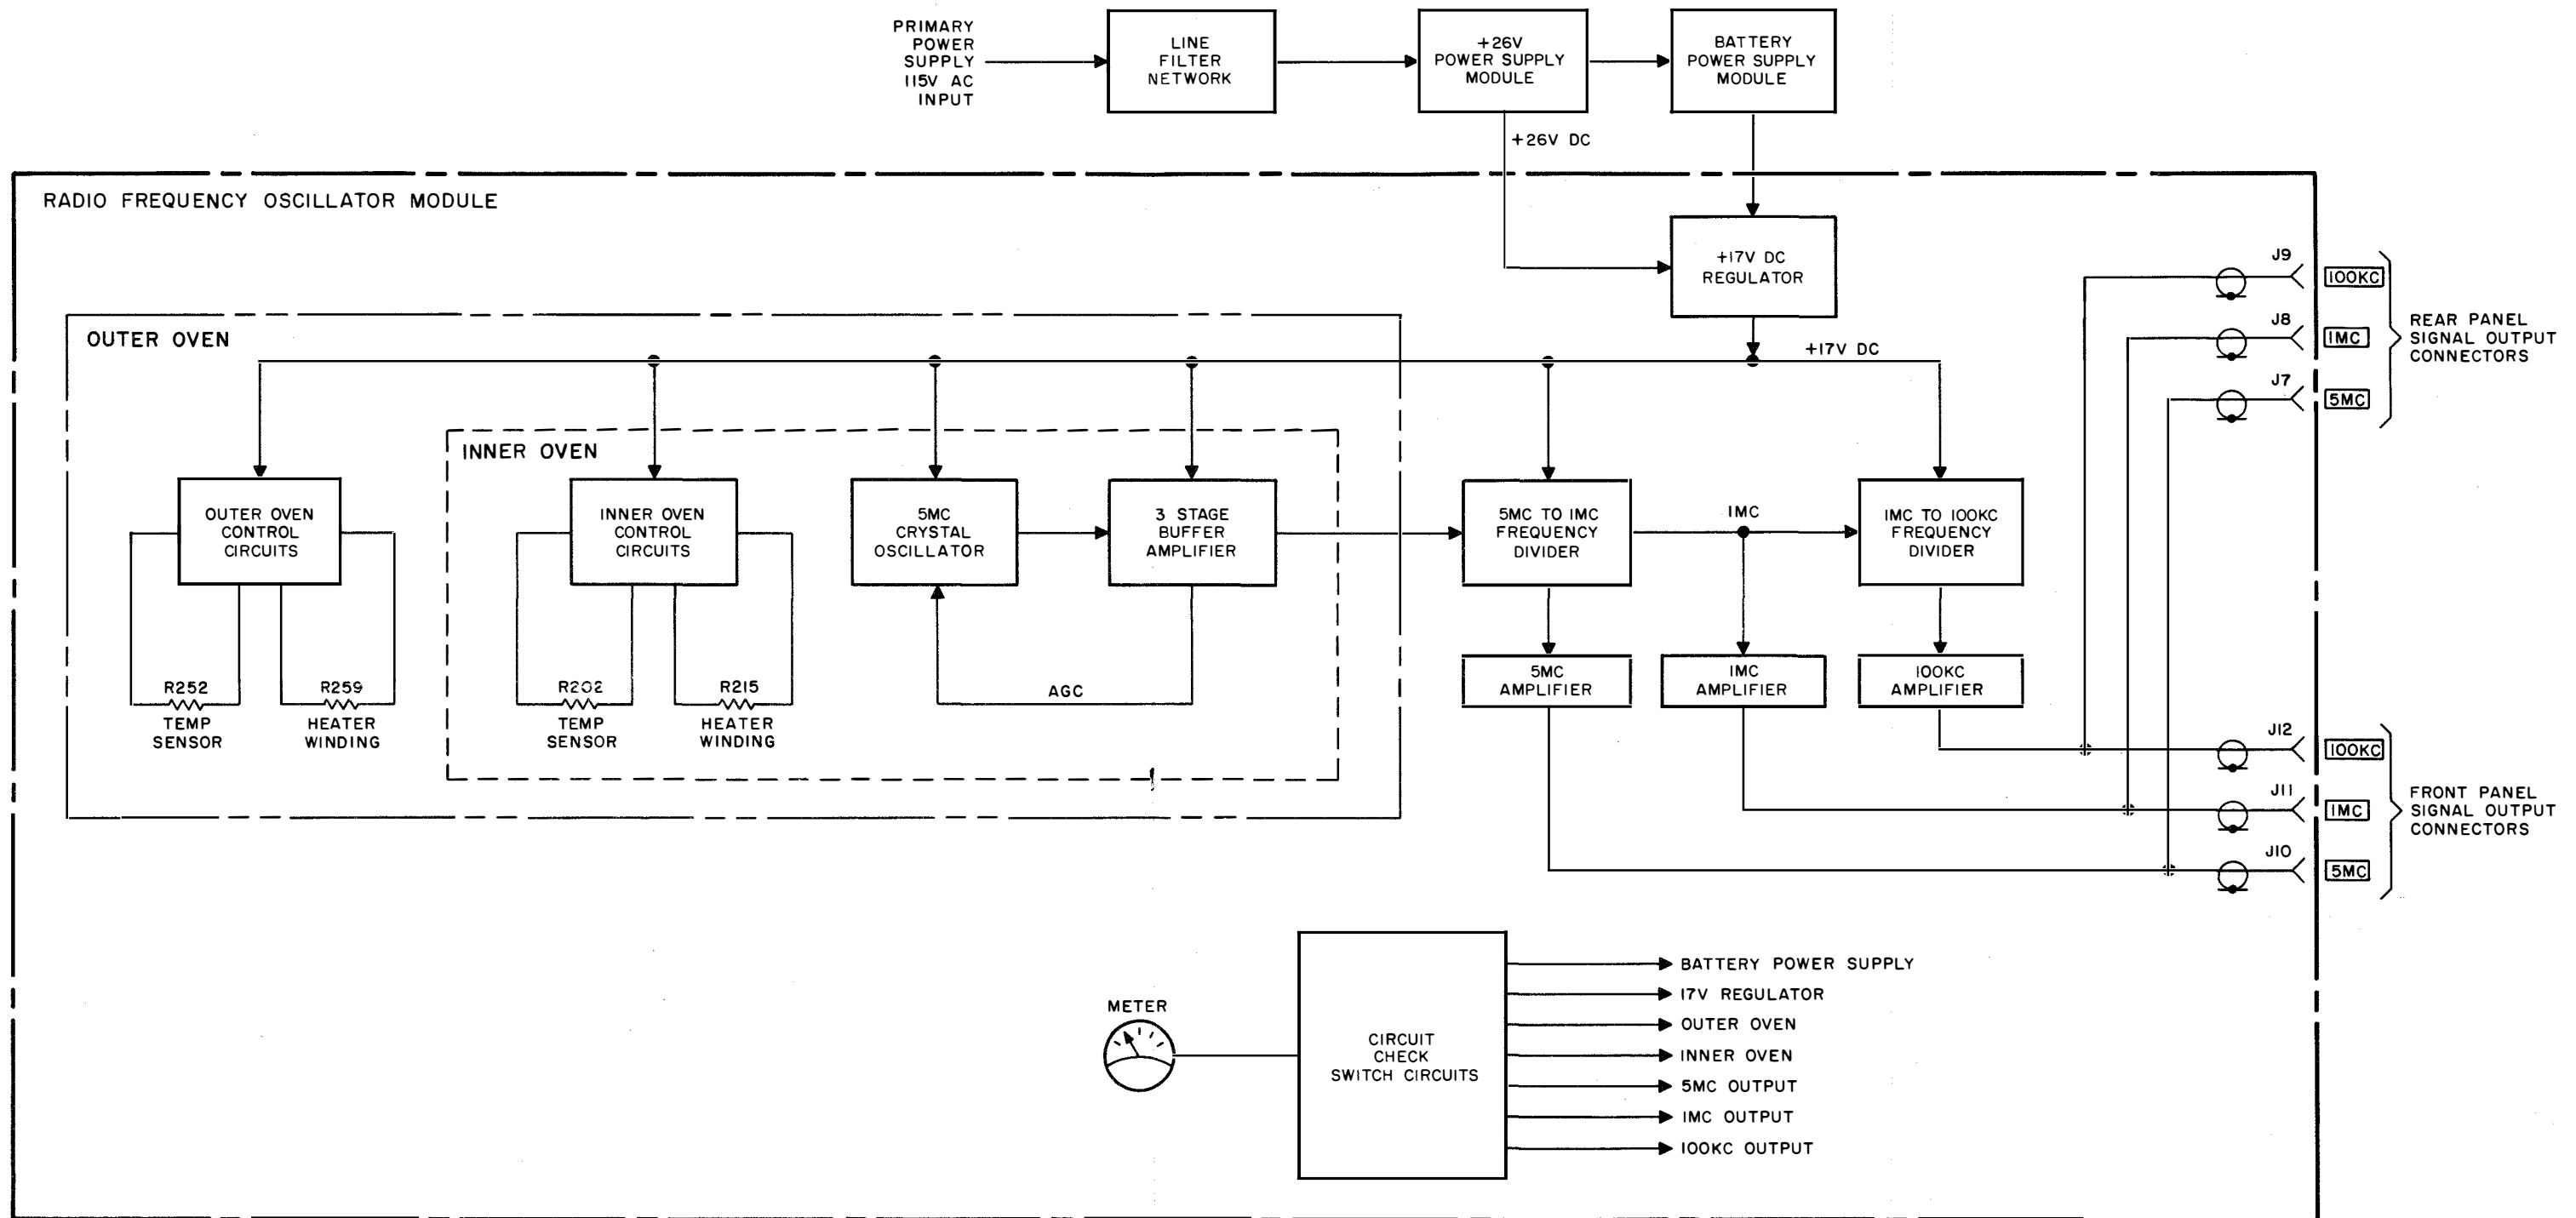 PRIMARY
POWER
SUPPLY
115V AC
INPUT
LINE
FILTER
NETWORK
+26V
POWER SUPPLY
MODULE
BATTERY
POWER SUPPLY
MODULE
+26V DC
RADIO FREQUENCY OSCILLATOR MODULE
+17V DC
REGULATOR
+17V DC
OUTER OVEN
INNER OVEN
OUTER OVEN
CONTROL
CIRCUITS
INNER OVEN
CONTROL
CIRCUITS
5MC
CRYSTAL
OSCILLATOR
3 STAGE
BUFFER
AMPLIFIER
5MC TO 1MC
FREQUENCY
DIVIDER
1MC
1MC TO 100KC
FREQUENCY
DIVIDER
R252
TEMP
SENSOR
R259
HEATER
WINDING
R202
TEMP
SENSOR
R215
HEATER
WINDING
AGC
5MC
AMPLIFIER
1MC
AMPLIFIER
100KC
AMPLIFIER
J9
100KC
J8
1MC
J7
5MC
REAR PANEL
SIGNAL OUTPUT
CONNECTORS
J12
100KC
J11
1MC
J10
5MC
FRONT PANEL
SIGNAL OUTPUT
CONNECTORS
METER
CIRCUIT
CHECK
SWITCH CIRCUITS
BATTERY POWER SUPPLY
17V REGULATOR
OUTER OVEN
INNER OVEN
5MC OUTPUT
1MC OUTPUT
100KC OUTPUT